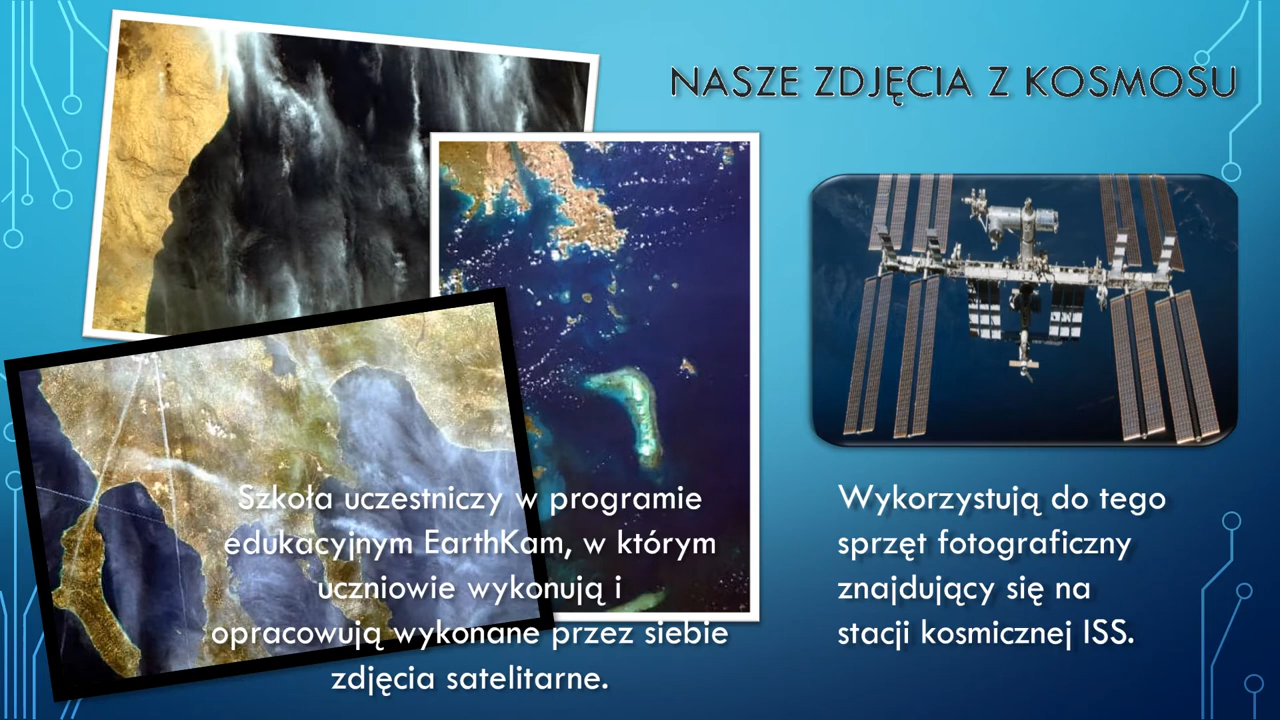 NASZE ZDJĘCIA Z KOSMOSU
Szkoła uczestniczy w programie
edukacyjnym EarthKam, w którym
uczniowie wykonują i
opracowują wykonane przez siebie
zdjęcia satelitarne.
Wykorzystują do tego
sprzęt fotograficzny
znajdujący się na
stacji kosmicznej ISS.